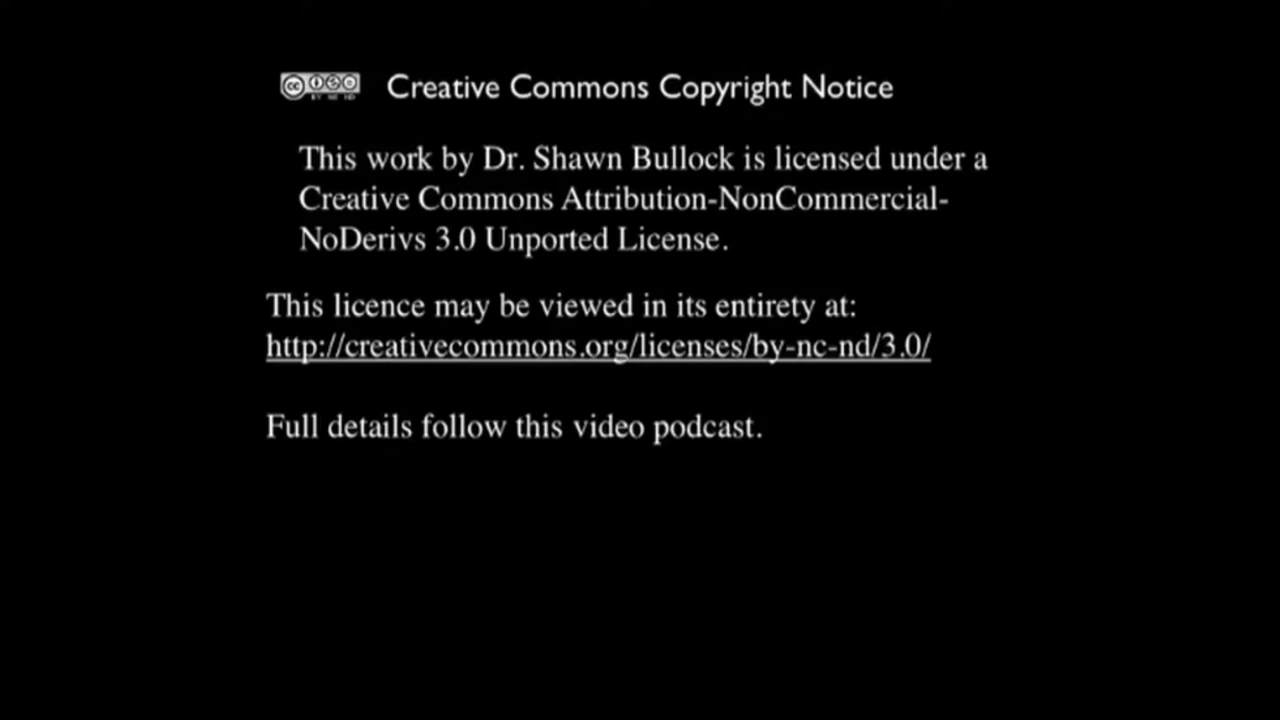 Creative Commons Copyright Notice
This work by Dr. Shawn Bullock is licensed under a
Creative Commons Attribution-NonCommercial-
NoDerivs 3.0 Unported License.
This licence may be viewed in its entirety at:
http://creativecommons.org/licenses/by-nc-nd/3.0/
Full details follow this video podcast.